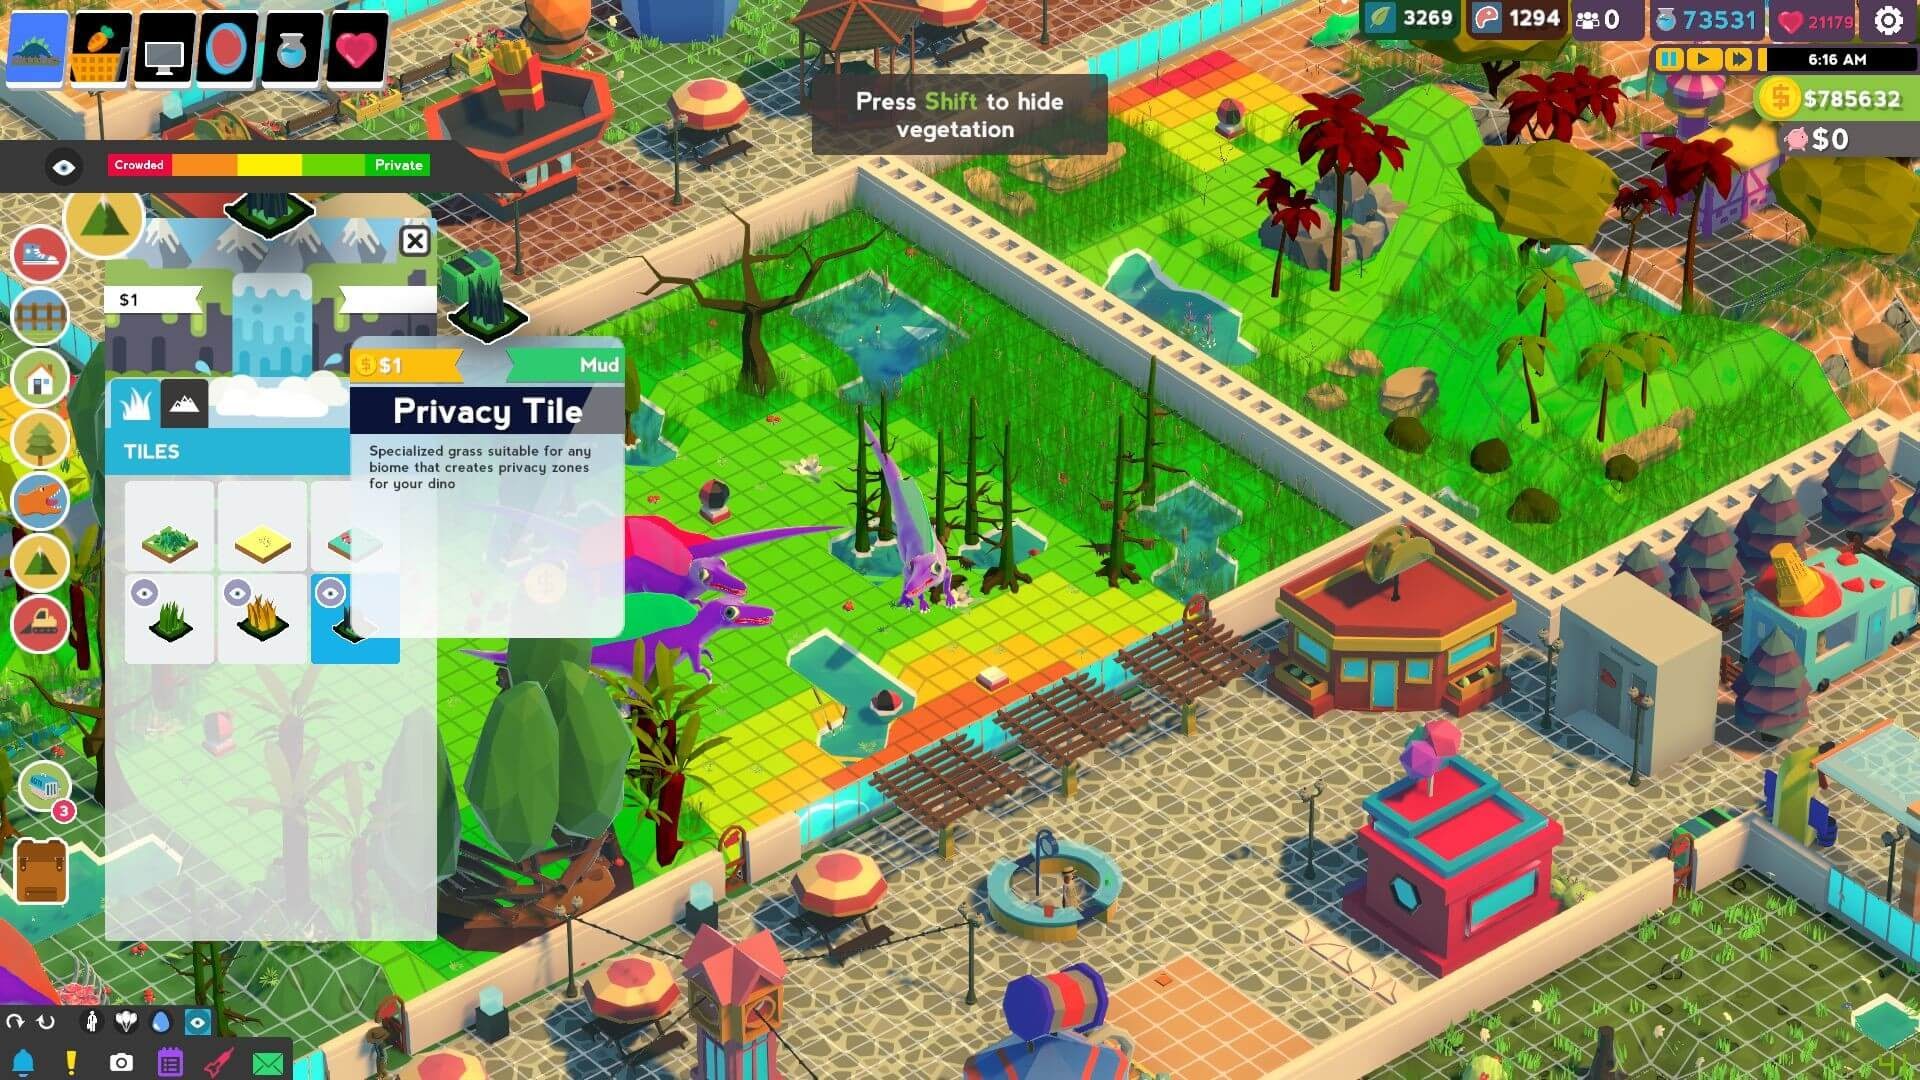 3269
1294
0
73531
21179
6:16 AM
$785632
$0
Press Shift to hide
vegetation
Crowded
Private
$1
$1
Mud
Privacy Tile
Specialized grass suitable for any
biome that creates privacy zones
for your dino
TILES
3